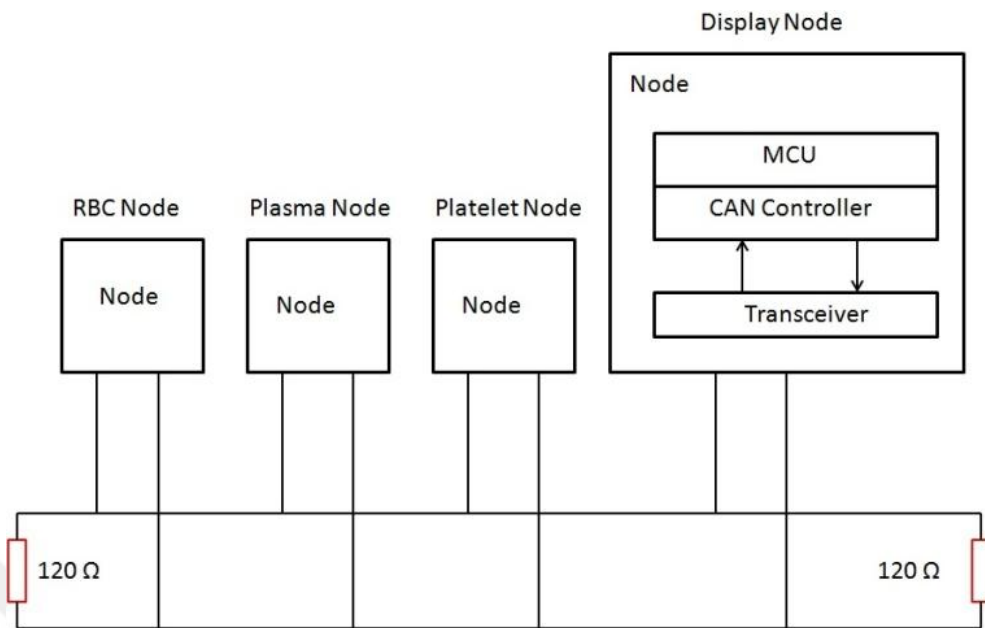 Display Node
Node
MCU
RBC Node
Plasma Node
Platelet Node
CAN Controller
Node
Node
Node
Transceiver
120 Ω
120 Ω